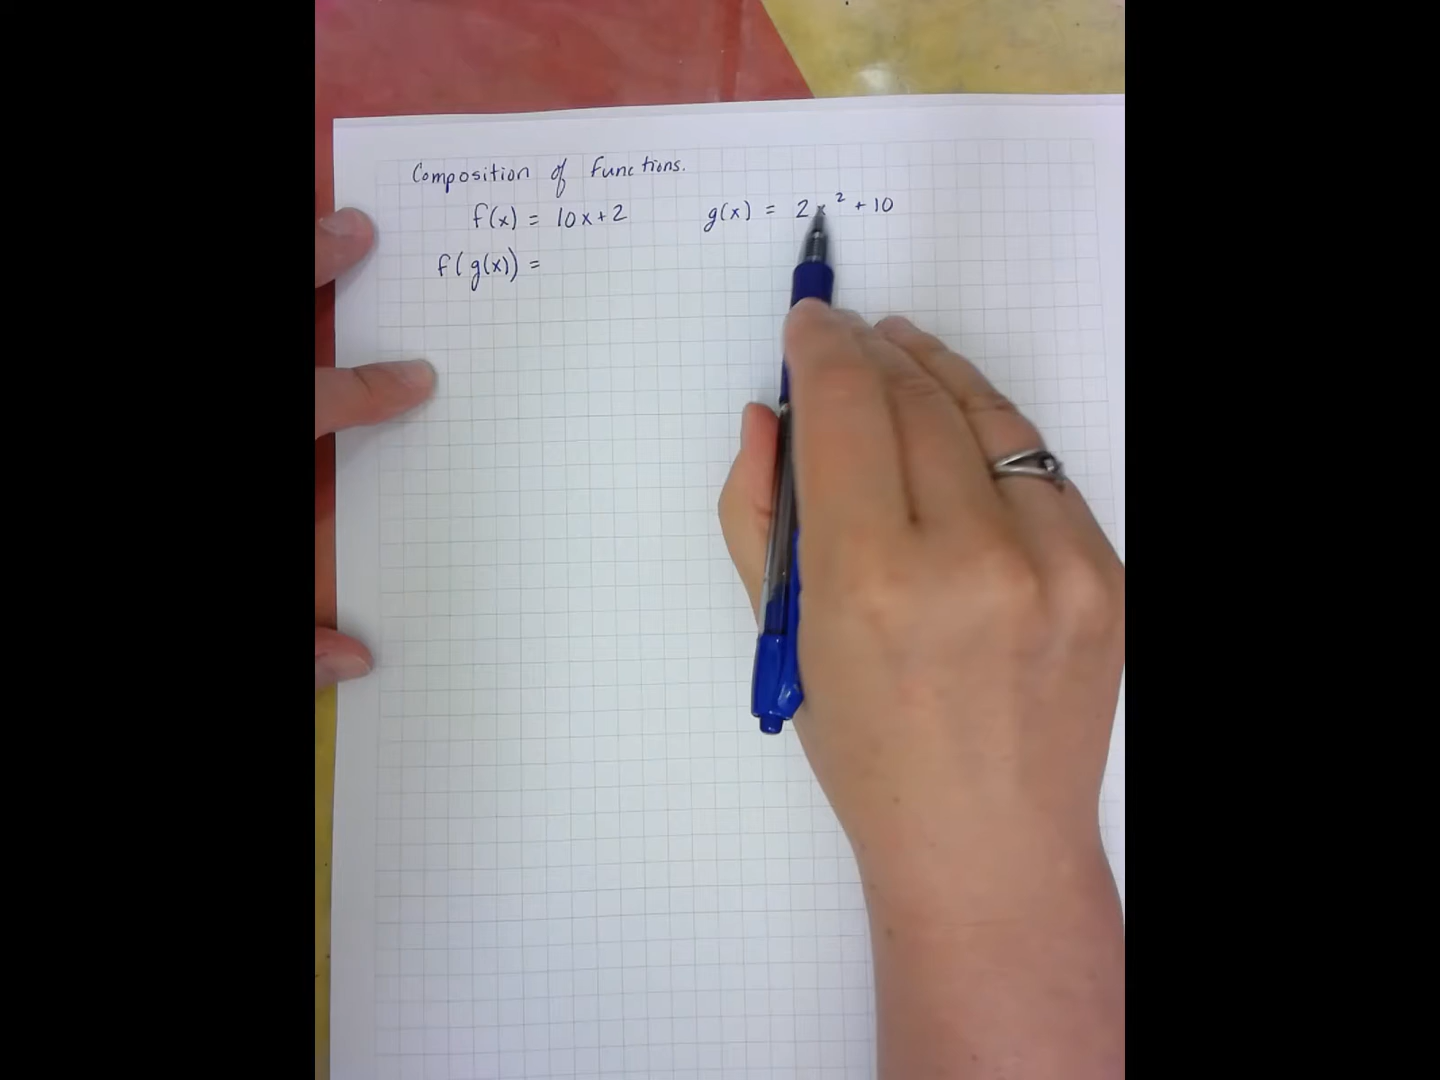 Composition of Functions.
f(x) = 10x+2 g(x) = 2x² + 10
f(g(x)) =